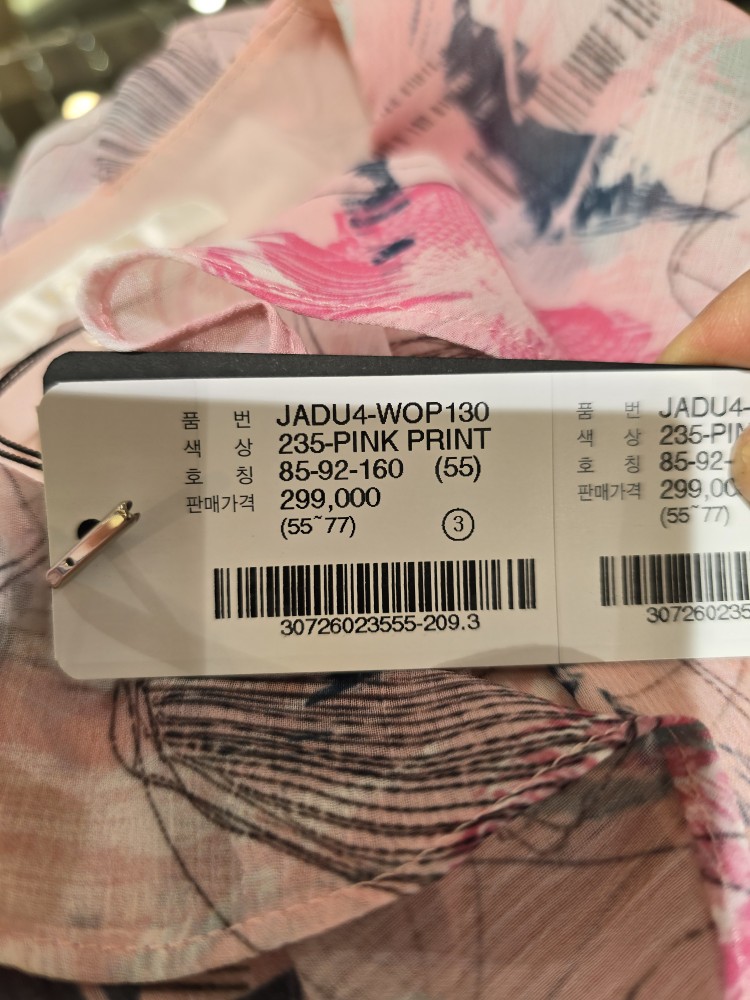 품 번 JADU4-WOP130
색 상 235-PINK PRINT
호 칭 85-92-160 (55)
판매가격 299,000
(55~77) ③
30726023555-209.3
품 번 JADU4-
색 상 235-PIN
호 칭 85-92-
판매가격 299,00
(55~77)
3072602355